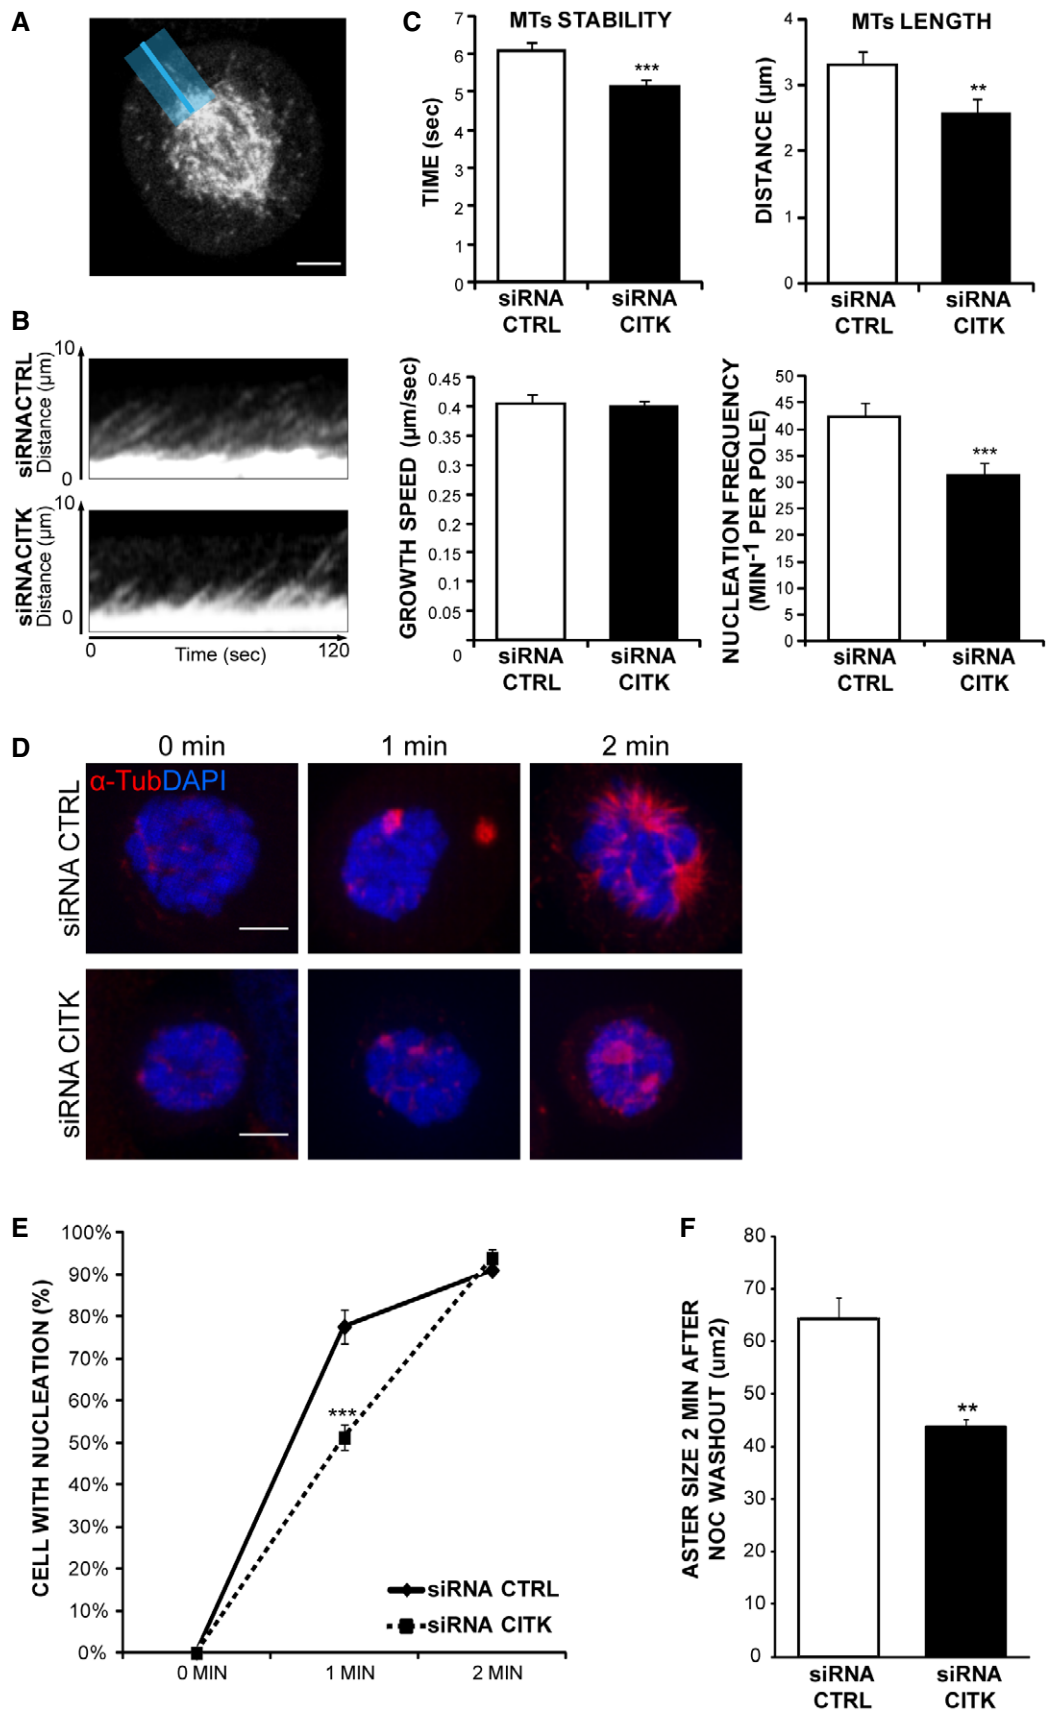 A
B
siRNACTRL
Distance (µm)
10
0
siRNACITK
Distance (µm)
10
0
0
Time (sec)
120
C
MTs STABILITY
TIME (sec)
7
6
5
4
3
2
1
0
***
siRNA
CTRL
siRNA
CITK
MTs LENGTH
DISTANCE (µm)
4
3
2
1
0
**
siRNA
CTRL
siRNA
CITK
GROWTH SPEED (µm/sec)
0.45
0.4
0.35
0.3
0.25
0.2
0.15
0.1
0.05
0
siRNA
CTRL
siRNA
CITK
NUCLEATION FREQUENCY
(MIN-1 PER POLE)
50
45
40
35
30
25
20
15
10
5
0
***
siRNA
CTRL
siRNA
CITK
D
0 min
1 min
2 min
α-TubDAPI
siRNA CTRL
siRNA CITK
E
CELL WITH NUCLEATION (%)
100%
90%
80%
70%
60%
50%
40%
30%
20%
10%
0%
***
siRNA CTRL
siRNA CITK
0 MIN
1 MIN
2 MIN
F
ASTER SIZE 2 MIN AFTER
NOC WASHOUT (um2)
80
70
60
50
40
30
20
10
0
**
siRNA
CTRL
siRNA
CITK